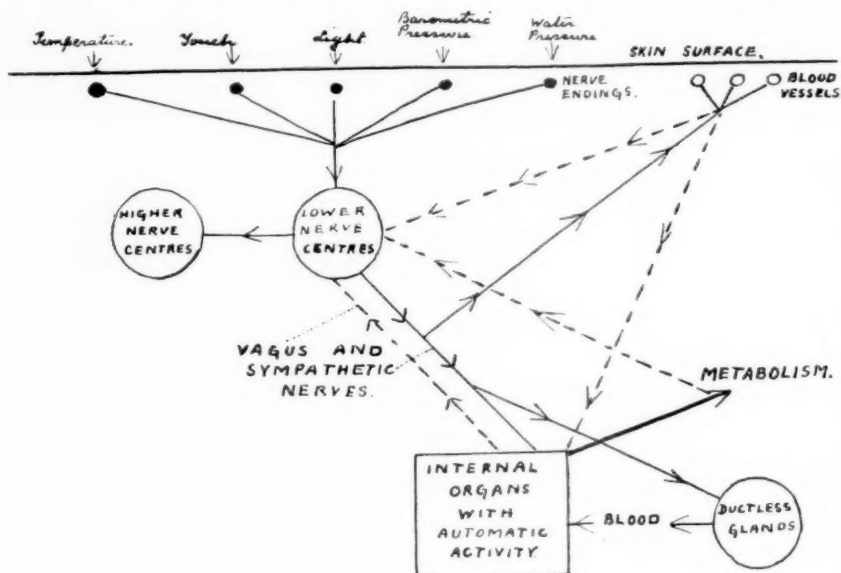 Temperature.
Touch
Light
Barometric
Pressure.
Water
Pressure
SKIN SURFACE.
NERVE
ENDINGS.
BLOOD
VESSELS
HIGHER
NERVE
CENTRES
LOWER
NERVE
CENTRES
VAGUS AND
SYMPATHETIC
NERVES.
METABOLISM.
INTERNAL
ORGANS
WITH
AUTOMATIC
ACTIVITY.
BLOOD
DUCTLESS
GLANDS